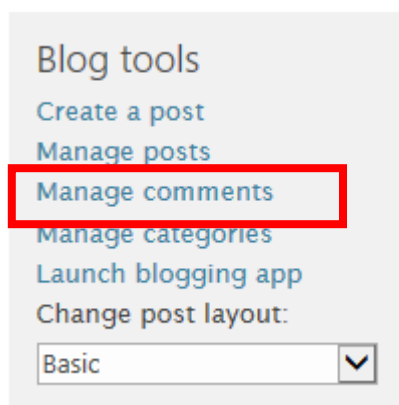 Blog tools
Create a post
Manage posts
Manage comments
Manage categories
Launch blogging app
Change post layout:
Basic